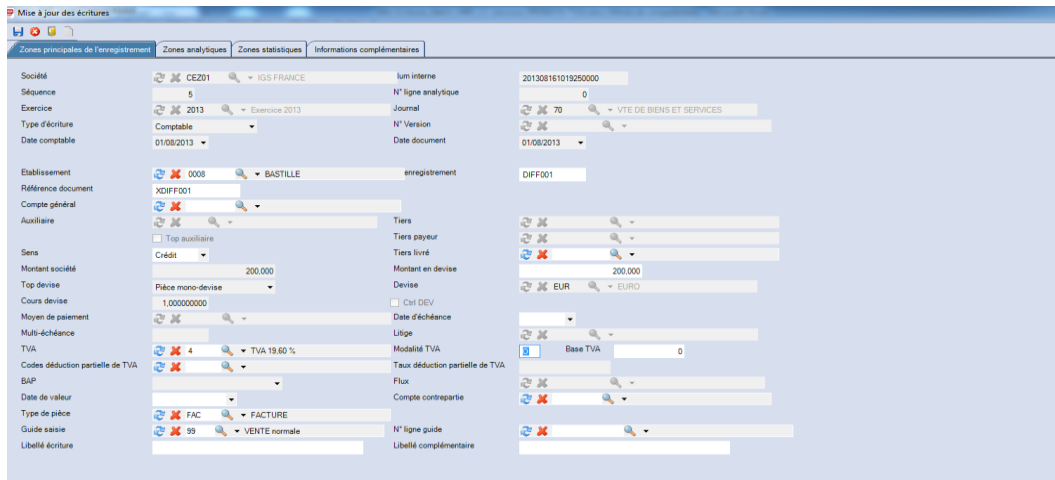 Mise à jour des écritures
Zones principales de l'enregistrement Zones analytiques Zones statistiques Informations complémentaires
Société CEZ01 IGS FRANCE lum interne 201308161019250000
Séquence 5 N° ligne analytique 0
Exercice 2013 Exercice 2013 Journal 70 VTE DE BIENS ET SERVICES
Type d'écriture Comptable N° Version
Date comptable 01/08/2013 Date document 01/08/2013
Etablissement 0008 BASTILLE enregistrement DIFF001
Référence document XDIFF001
Compte général
Auxiliaire Tiers
Top auxiliaire Tiers payeur
Sens Crédit Tiers livré
Montant société 200,000 Montant en devise 200,000
Top devise Pièce mono-devise Devise EUR EURO
Cours devise 1,000000000 Ctrl DEV
Moyen de paiement Date d'échéance
Multi-échéance Litige
TVA 4 TVA 19,60 % Modalité TVA D Base TVA 0
Codes déduction partielle de TVA Taux déduction partielle de TVA
BAP Flux
Date de valeur Compte contrepartie
Type de pièce FAC FACTURE
Guide saisie 99 VENTE normale N° ligne guide
Libellé écriture Libellé complémentaire